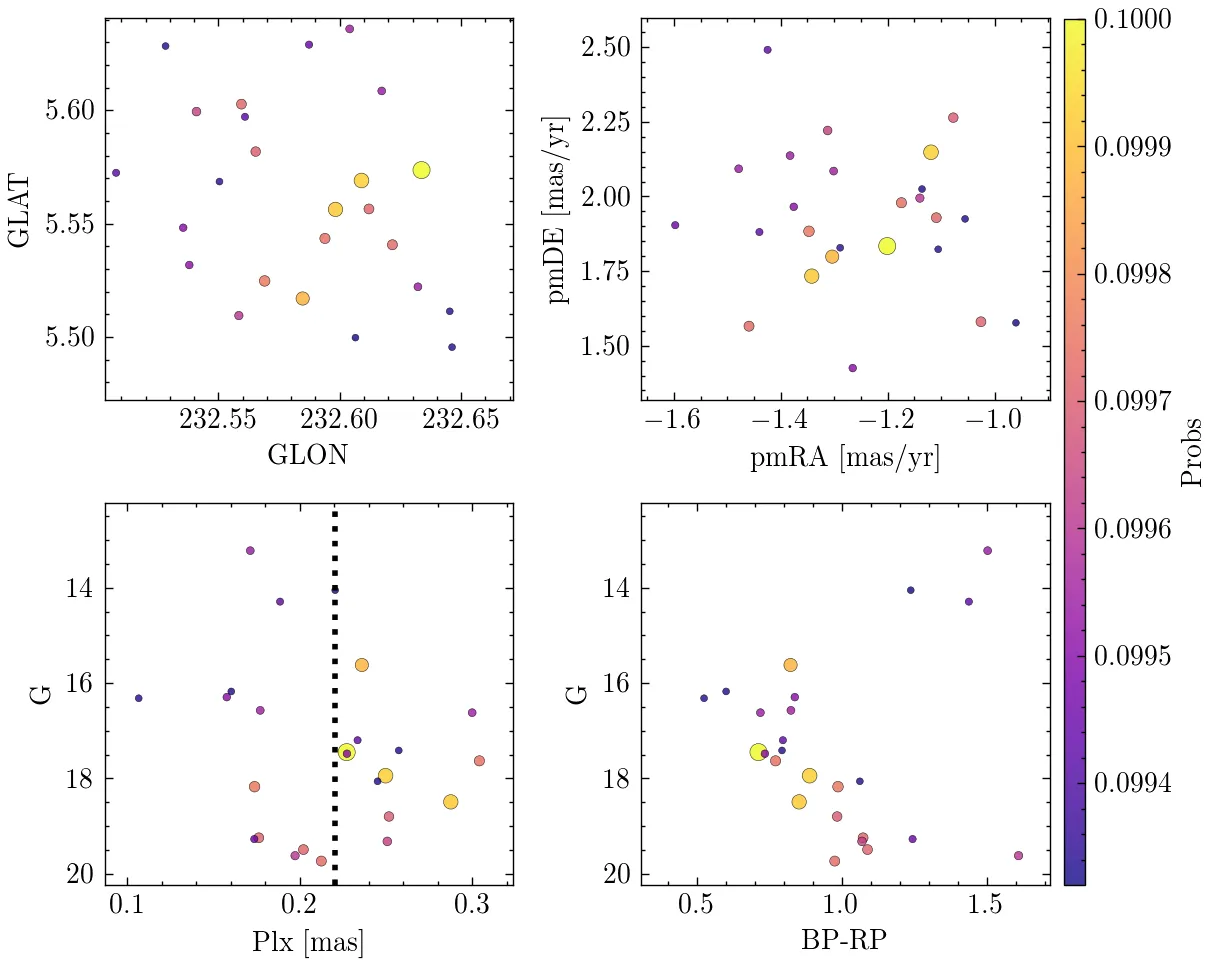 5.60
5.55
5.50
GLAT
232.55 232.60 232.65
GLON
2.50
2.25
2.00
1.75
1.50
pmDE [mas/yr]
−1.6 −1.4 −1.2 −1.0
pmRA [mas/yr]
14
16
18
20
G
0.1 0.2 0.3
Plx [mas]
14
16
18
20
G
0.5 1.0 1.5
BP-RP
0.1000
0.0999
0.0998
0.0997
0.0996
0.0995
0.0994
Probs